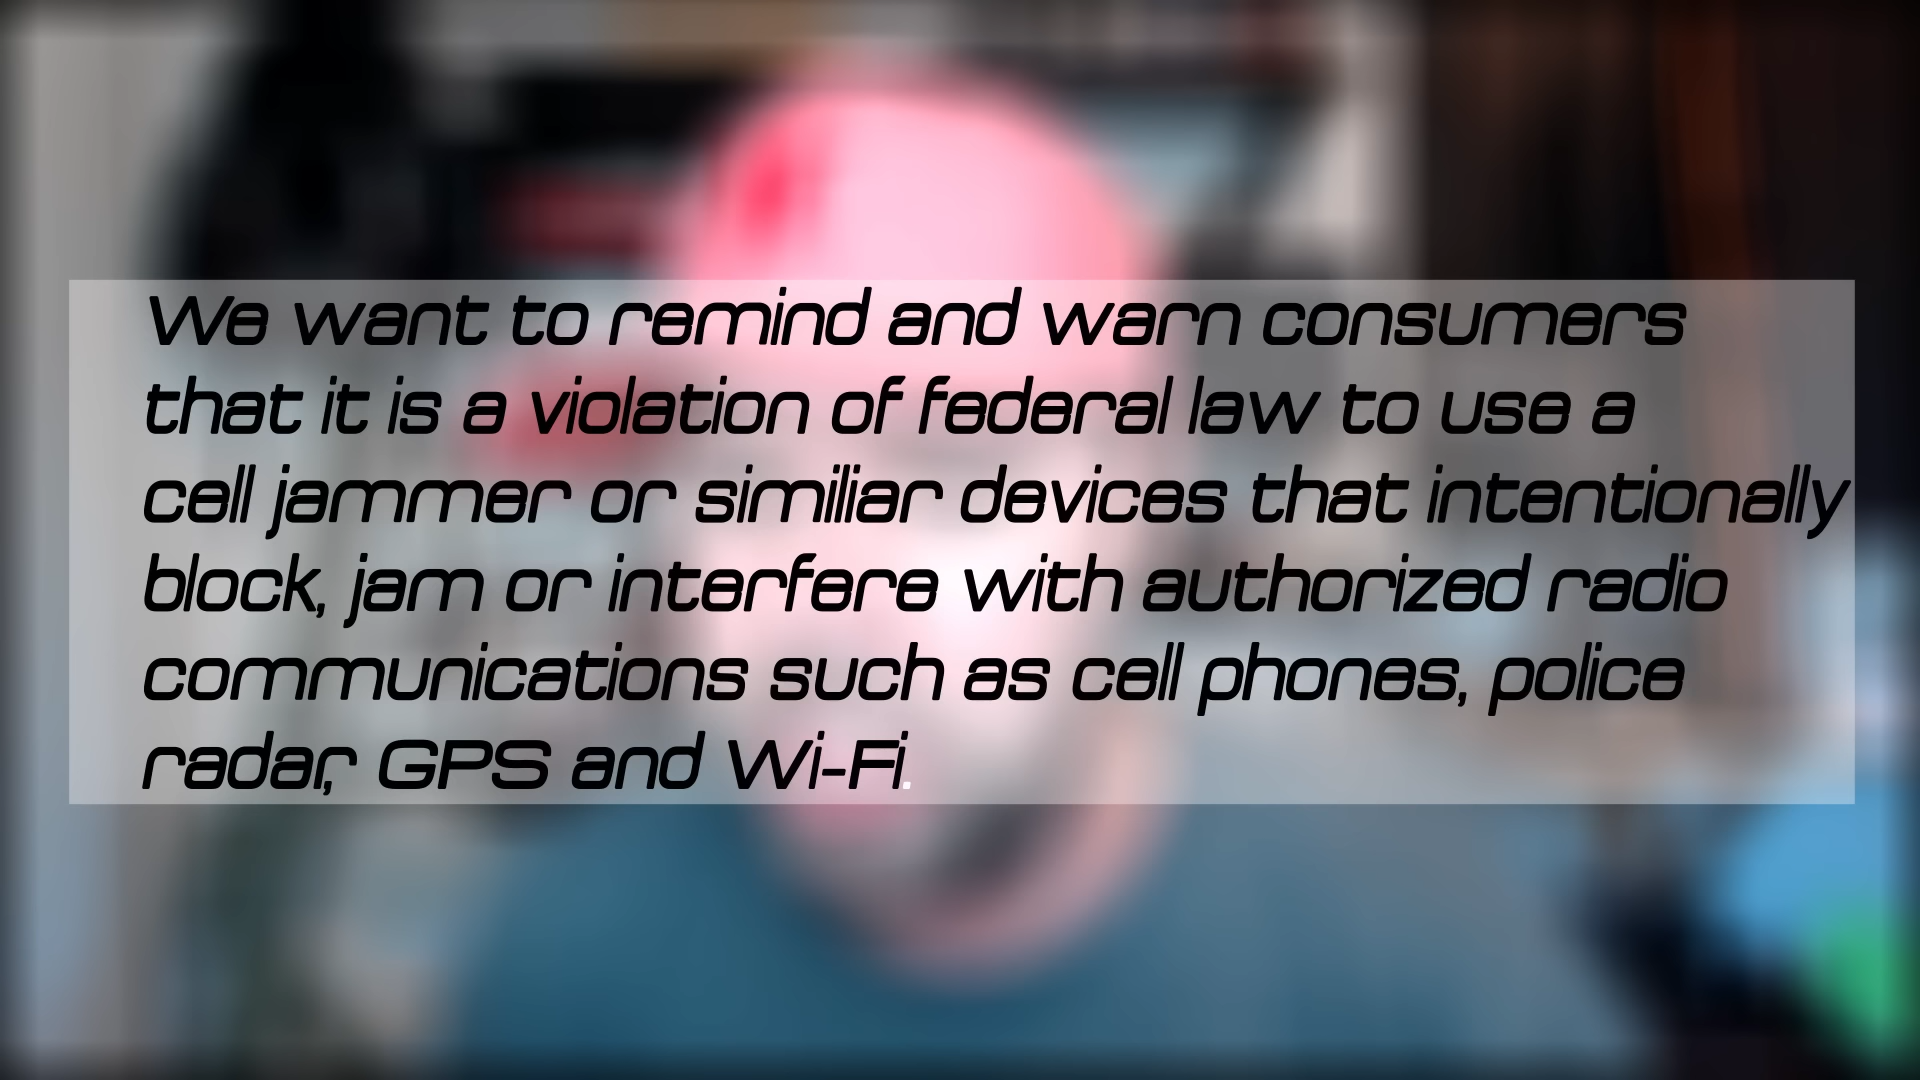 We want to remind and warn consumers
that it is a violation of federal law to use a
cell jammer or similiar devices that intentionally
block, jam or interfere with authorized radio
communications such as cell phones, police
radar, GPS and Wi-Fi.